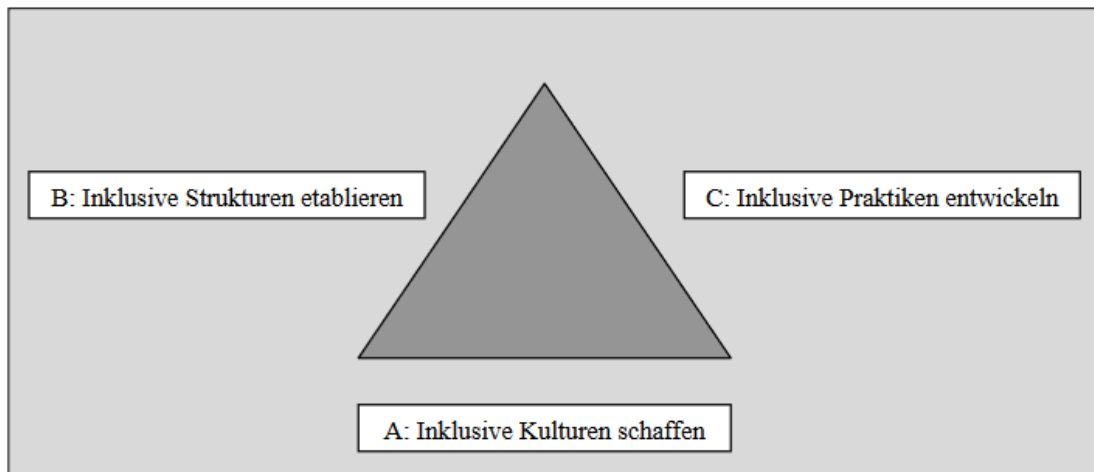 B: Inklusive Strukturen etablieren
C: Inklusive Praktiken entwickeln
A: Inklusive Kulturen schaffen